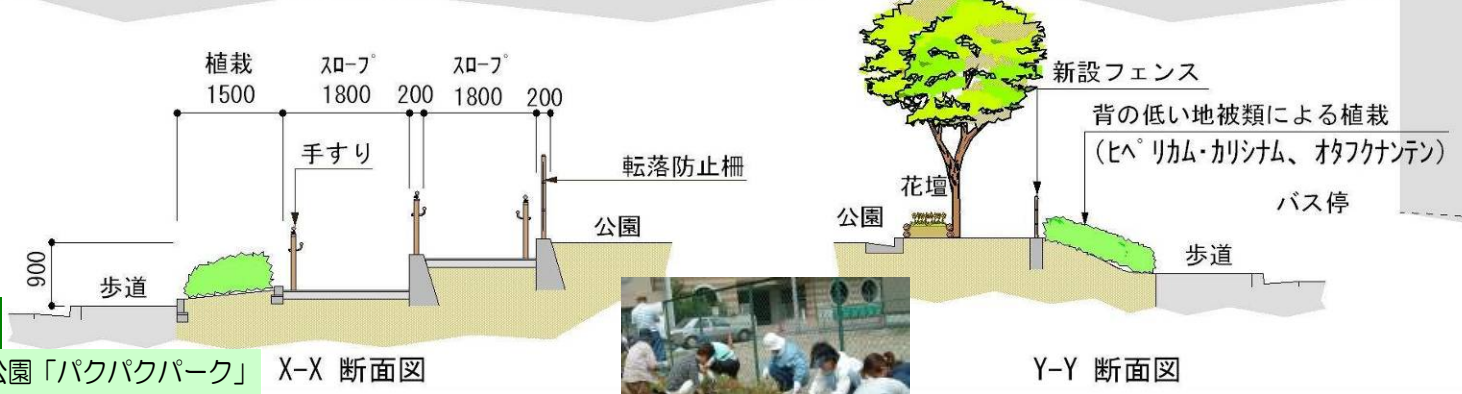 植栽
1500
ｽﾛｰﾌﾟ
1800
200
ｽﾛｰﾌﾟ
1800
200
手すり
転落防止柵
公園
900
歩道
園「パクパクパーク」
X-X 断面図
新設フェンス
背の低い地被類による植栽
（ﾋﾍﾟﾘｶﾑ･ｶﾘｼﾅﾑ、ｵﾀﾌｸﾅﾝﾃﾝ）
花壇
公園
バス停
歩道
Y-Y 断面図